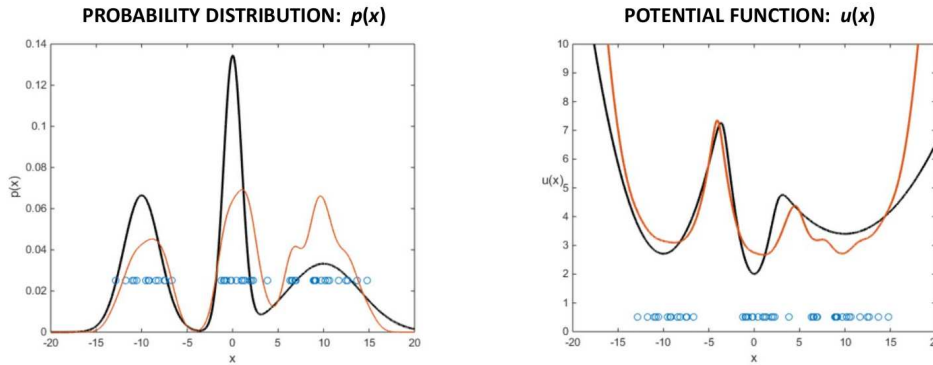 PROBABILITY DISTRIBUTION: p(x)
POTENTIAL FUNCTION: u(x)
0.14
0.12
0.1
0.08
0.06
0.04
0.02
0
p(x)
-20 -15 -10 -5 0 5 10 15 20
x
10
9
8
7
6
5
4
3
2
1
0
u(x)
-20 -15 -10 -5 0 5 10 15 20
x